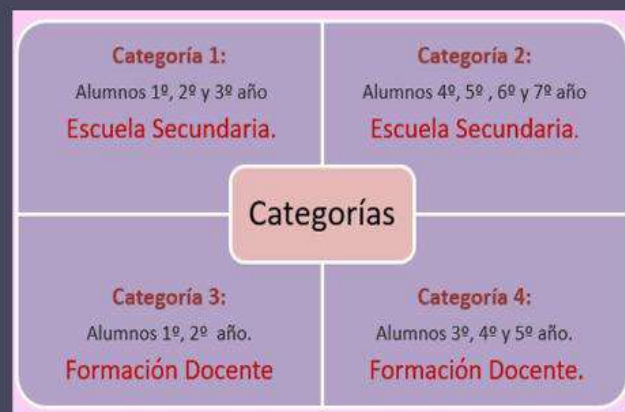 Categoría 1:
Alumnos 1º, 2º y 3º año
Escuela Secundaria.
Categoría 2:
Alumnos 4º, 5º , 6º y 7º año
Escuela Secundaria.
Categorías
Categoría 3:
Alumnos 1º, 2º año.
Formación Docente
Categoría 4:
Alumnos 3º, 4º y 5º año.
Formación Docente.